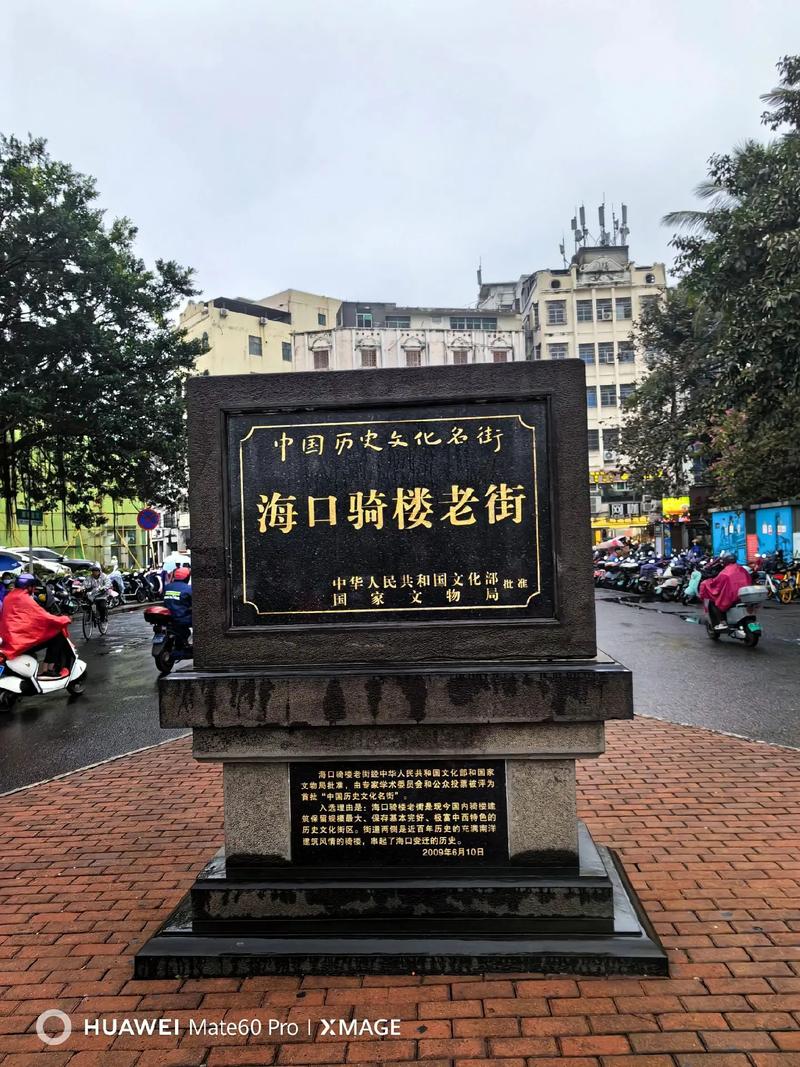 中国历史文化名街
海口骑楼老街
中华人民共和国文化部 批准
国家文物局
海口骑楼老街经中华人民共和国文化部和国家
文物局批准，由专家学术委员会和公众投票被评为
首批“中国历史文化名街”。
入选理由是：海口骑楼老街是现今国内骑楼建
筑保留规模最大、保存基本完好、极富中西特色的
历史文化街区。街道两侧是近百年历史的充满南洋
建筑风情的骑楼，串起了海口变迁的历史。
2009年6月10日
HUAWEI Mate60 Pro | XMAGE